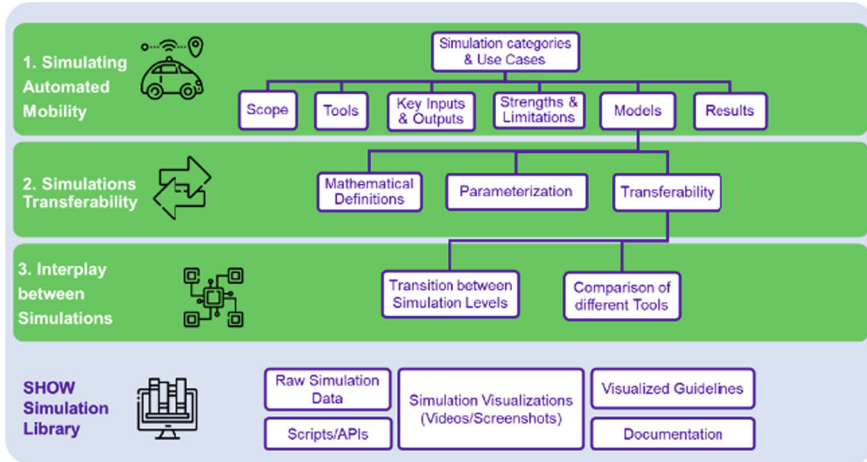 1. Simulating
Automated
Mobility
Simulation categories
& Use Cases
Scope
Tools
Key Inputs
& Outputs
Strengths &
Limitations
Models
Results
2. Simulations
Transferability
Mathematical
Definitions
Parameterization
Transferability
3. Interplay
between
Simulations
Transition between
Simulation Levels
Comparison of
different Tools
SHOW
Simulation
Library
Raw Simulation
Data
Scripts/APIs
Simulation Visualizations
(Videos/Screenshots)
Visualized Guidelines
Documentation